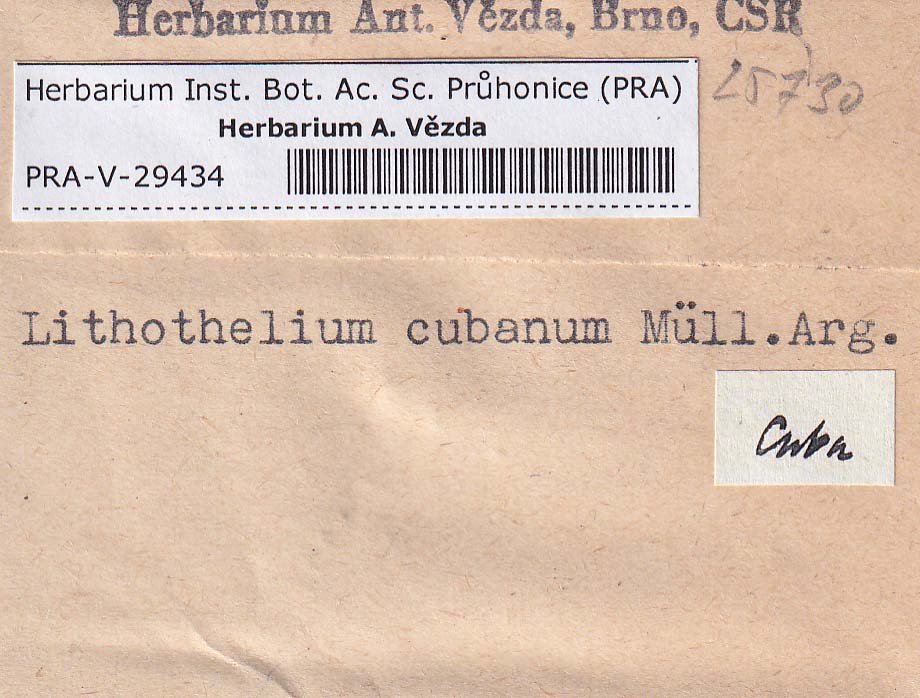 Herbarium Ant. Vězda, Brno, ČSR
25730
Herbarium Inst. Bot. Ac. Sc. Průhonice (PRA)
Herbarium A. Vězda
PRA-V-29434
Lithothelium cubanum Müll.Arg.
Cuba